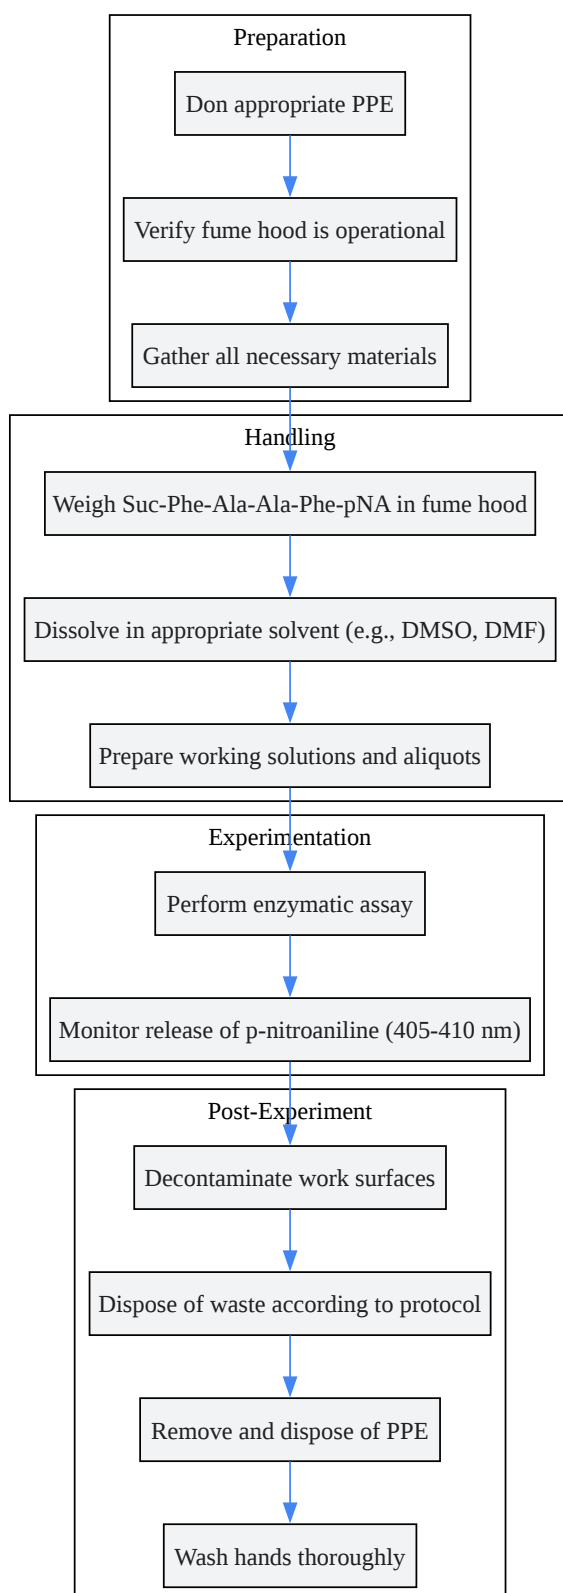 Preparation
Don appropriate PPE
Verify fume hood is operational
Gather all necessary materials
Handling
Weigh Suc-Phe-Ala-Ala-Phe-pNA in fume hood
Dissolve in appropriate solvent (e.g., DMSO, DMF)
Prepare working solutions and aliquots
Experimentation
Perform enzymatic assay
Monitor release of p-nitroaniline (405-410 nm)
Post-Experiment
Decontaminate work surfaces
Dispose of waste according to protocol
Remove and dispose of PPE
Wash hands thoroughly